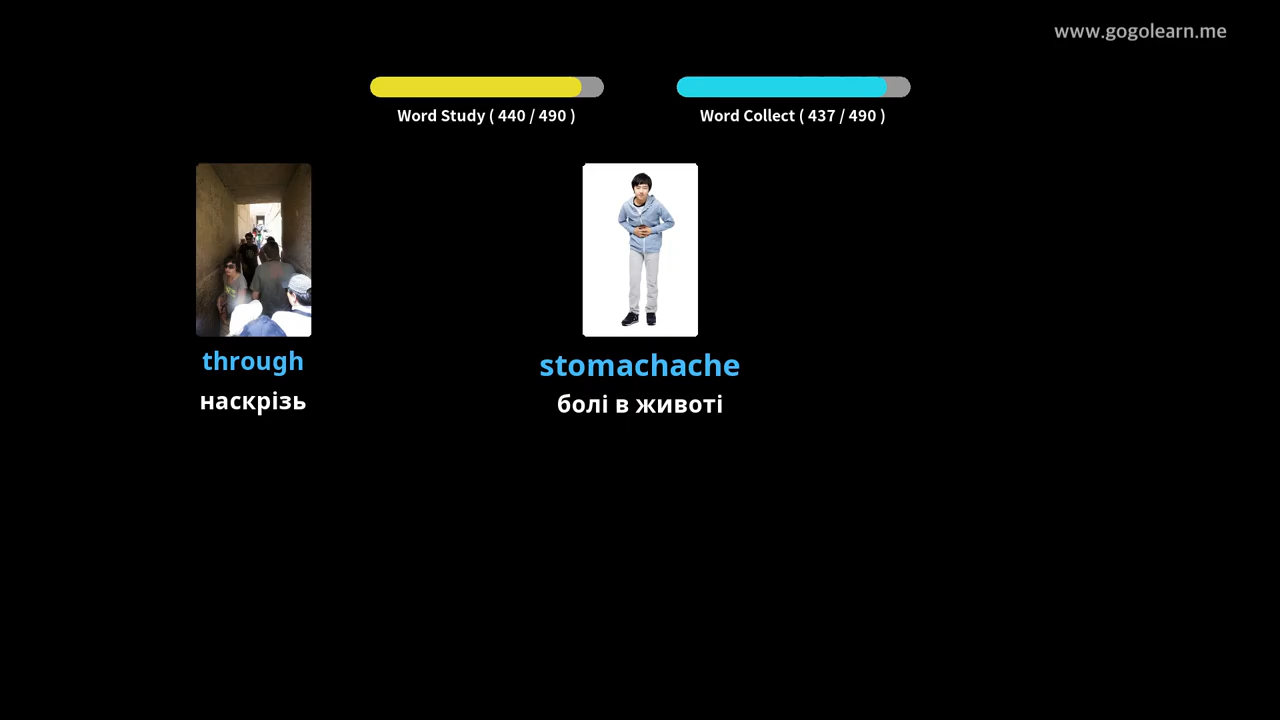 www.gogolearn.me
Word Study ( 440 / 490 )
Word Collect ( 437 / 490 )
through
наскрізь
stomachache
болі в животі